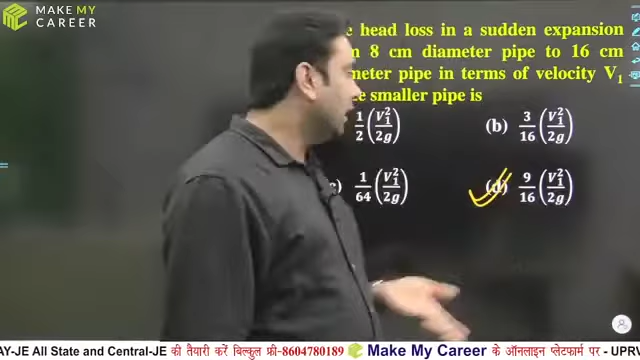 MAKE MY
CAREER
head loss in a sudden expansion
8 cm diameter pipe to 16 cm
meter pipe in terms of velocity V₁
smaller pipe is
1/2 (V₁²/2g)
(b) 3/16 (V₁²/2g)
) 1/64 (V₁²/2g)
(d) 9/16 (V₁²/2g)
AY-JE All State and Central-JE की तैयारी करें बिल्कुल फ्री-8604780189 Make My Career के ऑनलाइन प्लेटफार्म पर - UPR